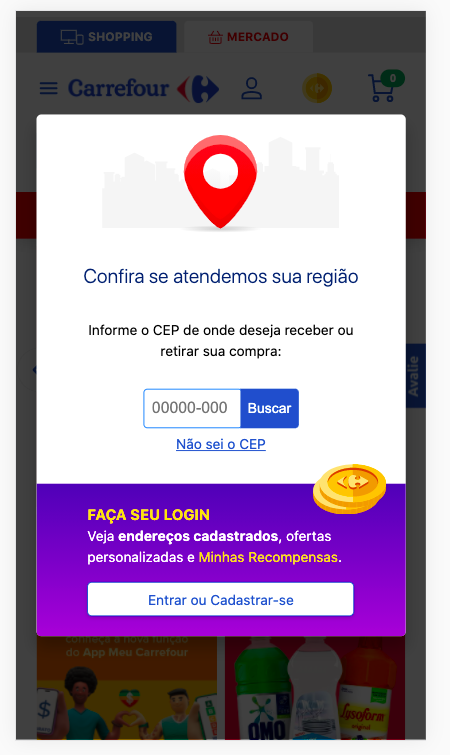 SHOPPING
MERCADO
Carrefour
0
Confira se atendemos sua região
Informe o CEP de onde deseja receber ou
retirar sua compra:
00000-000
Buscar
Não sei o CEP
Avalie
FAÇA SEU LOGIN
Veja endereços cadastrados, ofertas
personalizadas e Minhas Recompensas.
Entrar ou Cadastrar-se
conheça a nova função
do App Meu Carrefour
$
OMO
Lysoform